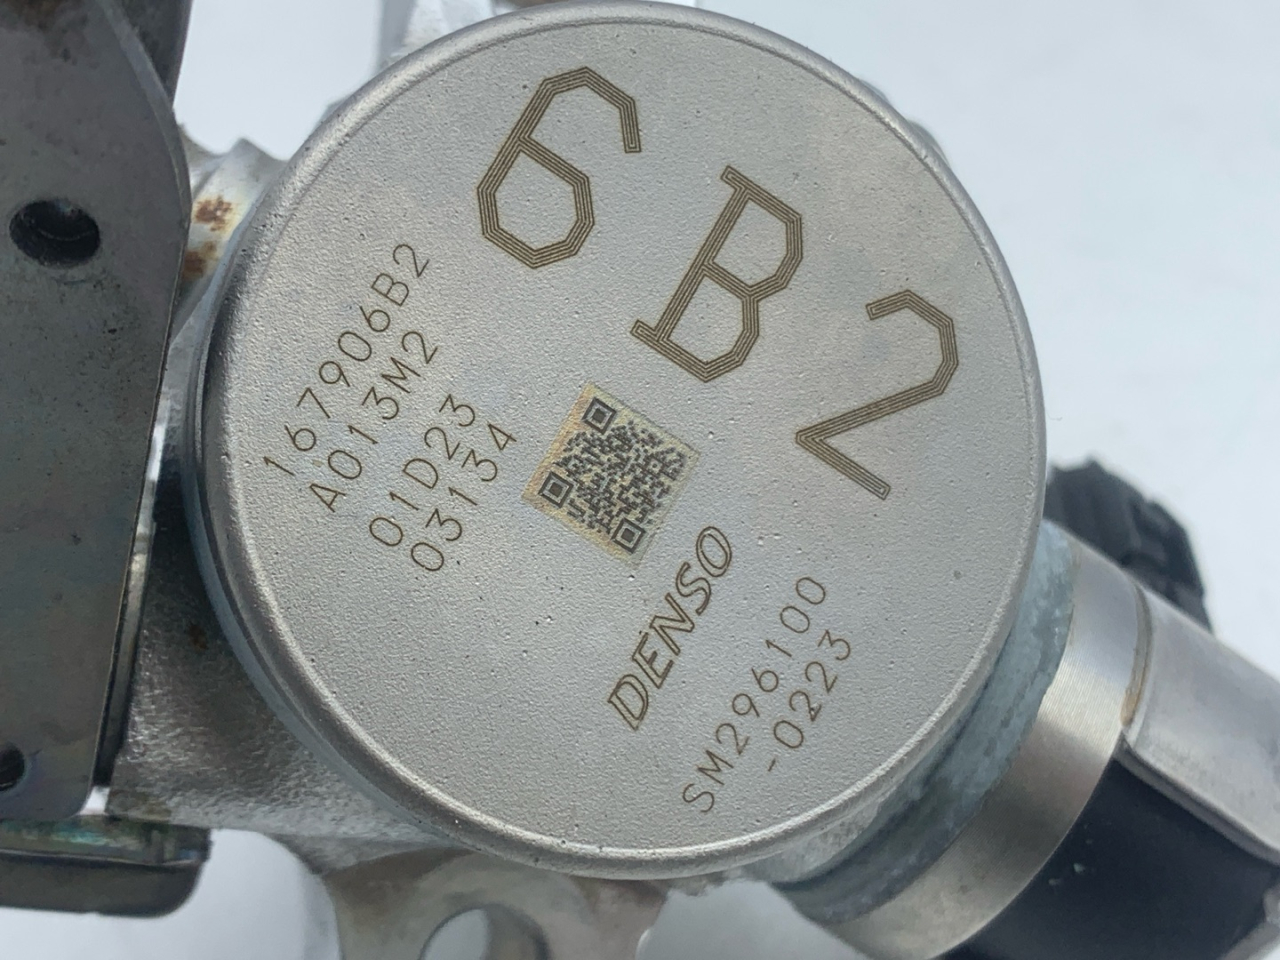 6B2
167906B2
A013M2
01D23
03134
DENSO
SM296100
-0223